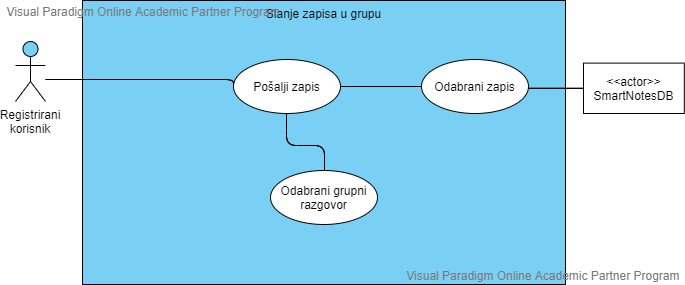 Visual Paradigm Online Academic Partner Program
Slanje zapisa u grupu
Registrirani
korisnik
Pošalji zapis
Odabrani zapis
<<actor>>
SmartNotesDB
Odabrani grupni
razgovor
Visual Paradigm Online Academic Partner Program